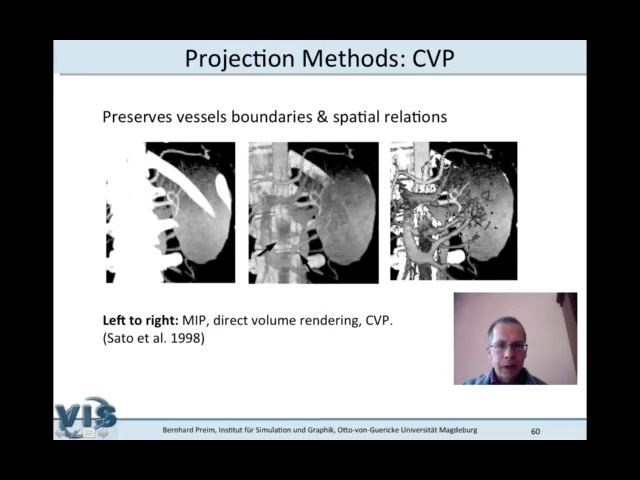 Projection Methods: CVP
Preserves vessels boundaries & spatial relations
Left to right: MIP, direct volume rendering, CVP.
(Sato et al. 1998)
VIS
Bernhard Preim, Institut für Simulation und Graphik, Otto-von-Guericke Universität Magdeburg
60